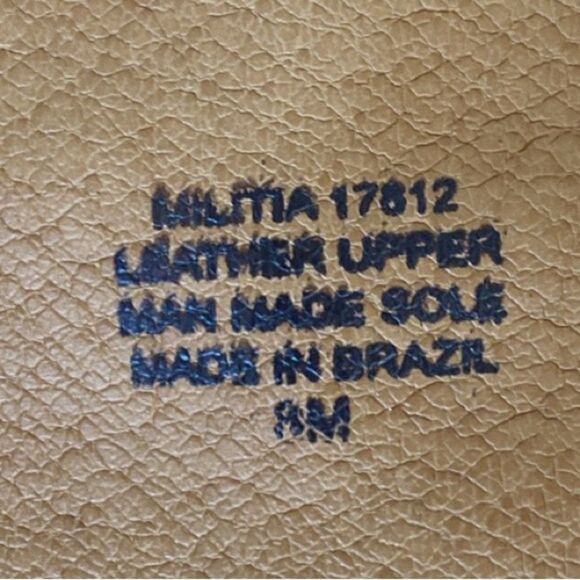 MILITIA 17812
LEATHER UPPER
MAN MADE SOLE
MADE IN BRAZIL
8M